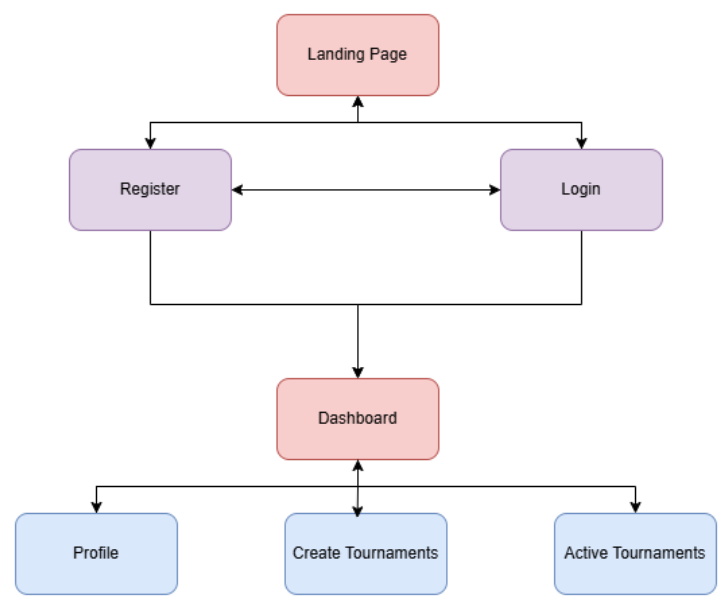 Landing Page
Register
Login
Dashboard
Profile
Create Tournaments
Active Tournaments